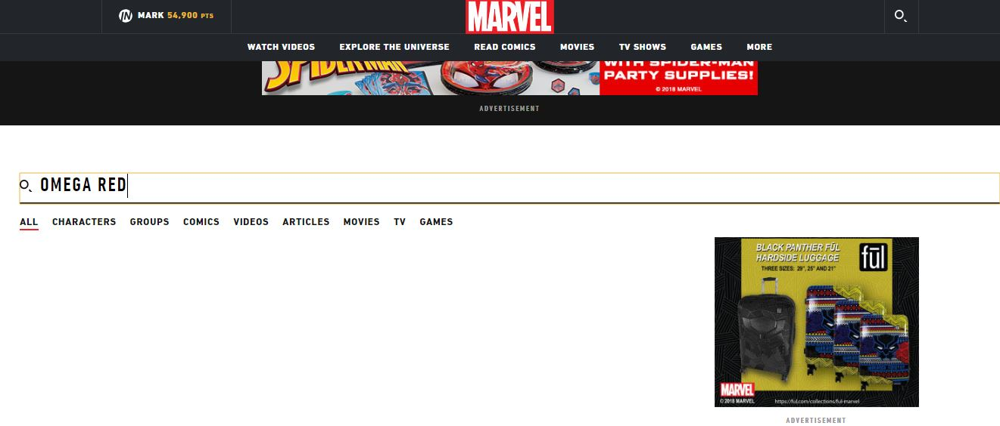 IN MARK 54,900 PTS
MARVEL
WATCH VIDEOS EXPLORE THE UNIVERSE READ COMICS MOVIES TV SHOWS GAMES MORE
SPIDER-MAN
WITH SPIDER-MAN
PARTY SUPPLIES!
© 2018 MARVEL
ADVERTISEMENT
OMEGA RED
ALL CHARACTERS GROUPS COMICS VIDEOS ARTICLES MOVIES TV GAMES
BLACK PANTHER FŪL
HARDSIDE LUGGAGE
THREE SIZES: 29", 25" AND 21"
fūl
MARVEL
© 2018 MARVEL
https://ful.com/collections/ful-marvel
ADVERTISEMENT